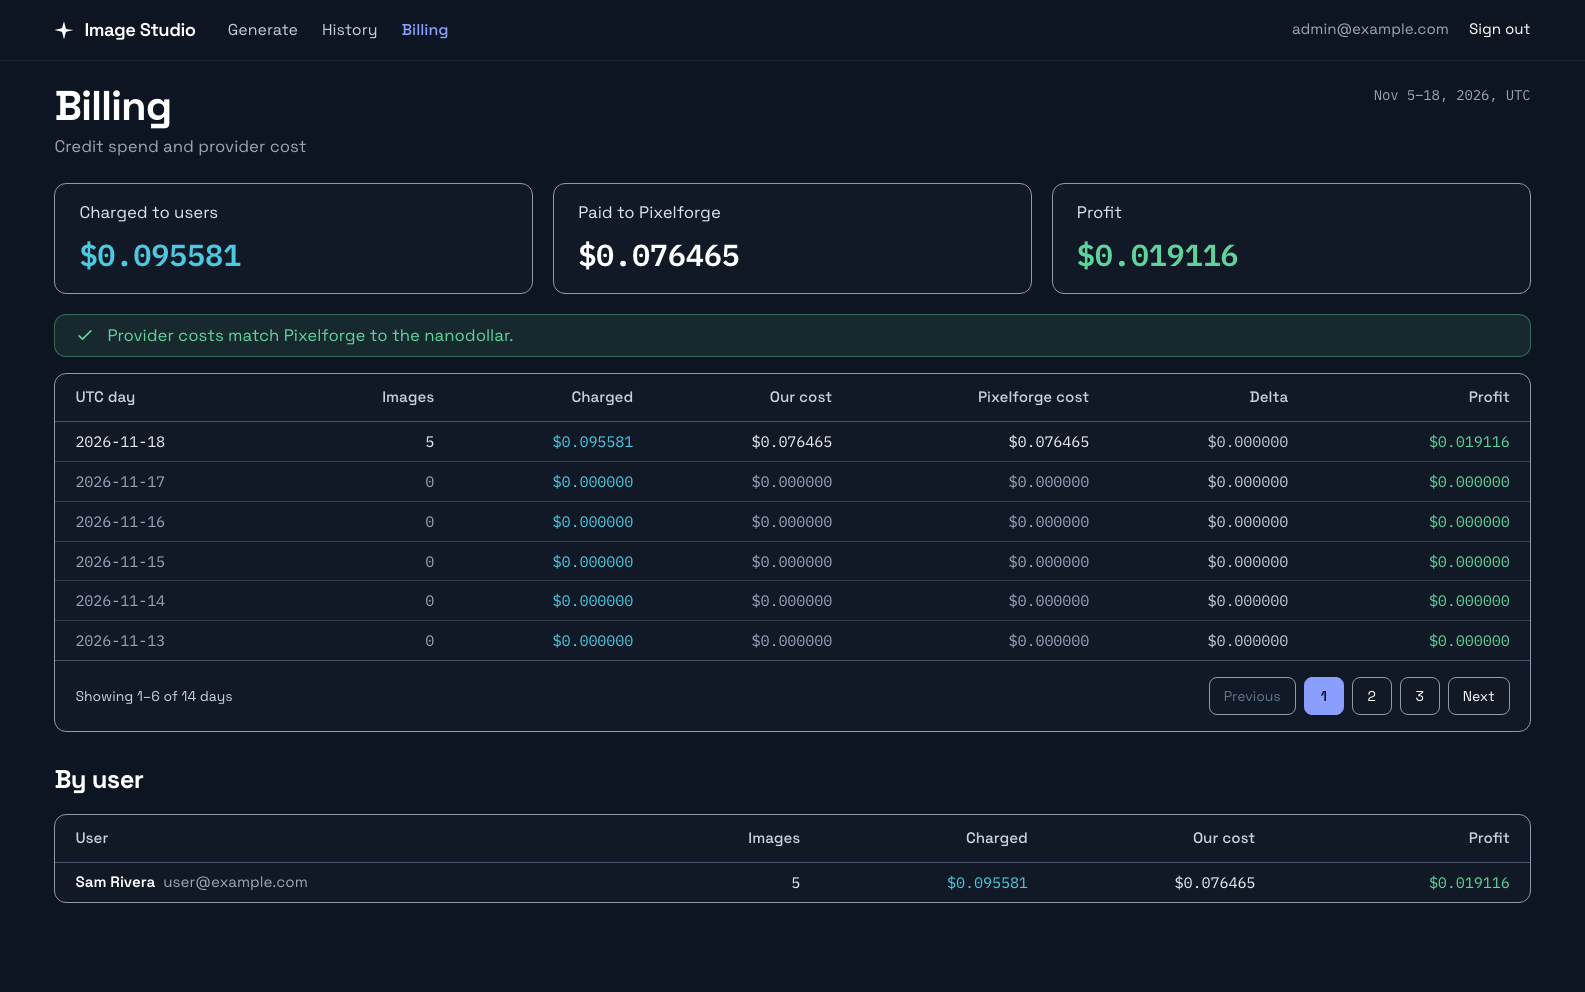 Image Studio Generate History Billing admin@example.com Sign out
Billing
Nov 5–18, 2026, UTC
Credit spend and provider cost
Charged to users
$0.095581
Paid to Pixelforge
$0.076465
Profit
$0.019116
Provider costs match Pixelforge to the nanodollar.
UTC day Images Charged Our cost Pixelforge cost Delta Profit
2026-11-18 5 $0.095581 $0.076465 $0.076465 $0.000000 $0.019116
2026-11-17 0 $0.000000 $0.000000 $0.000000 $0.000000 $0.000000
2026-11-16 0 $0.000000 $0.000000 $0.000000 $0.000000 $0.000000
2026-11-15 0 $0.000000 $0.000000 $0.000000 $0.000000 $0.000000
2026-11-14 0 $0.000000 $0.000000 $0.000000 $0.000000 $0.000000
2026-11-13 0 $0.000000 $0.000000 $0.000000 $0.000000 $0.000000
Showing 1–6 of 14 days Previous 1 2 3 Next
By user
User Images Charged Our cost Profit
Sam Rivera user@example.com 5 $0.095581 $0.076465 $0.019116